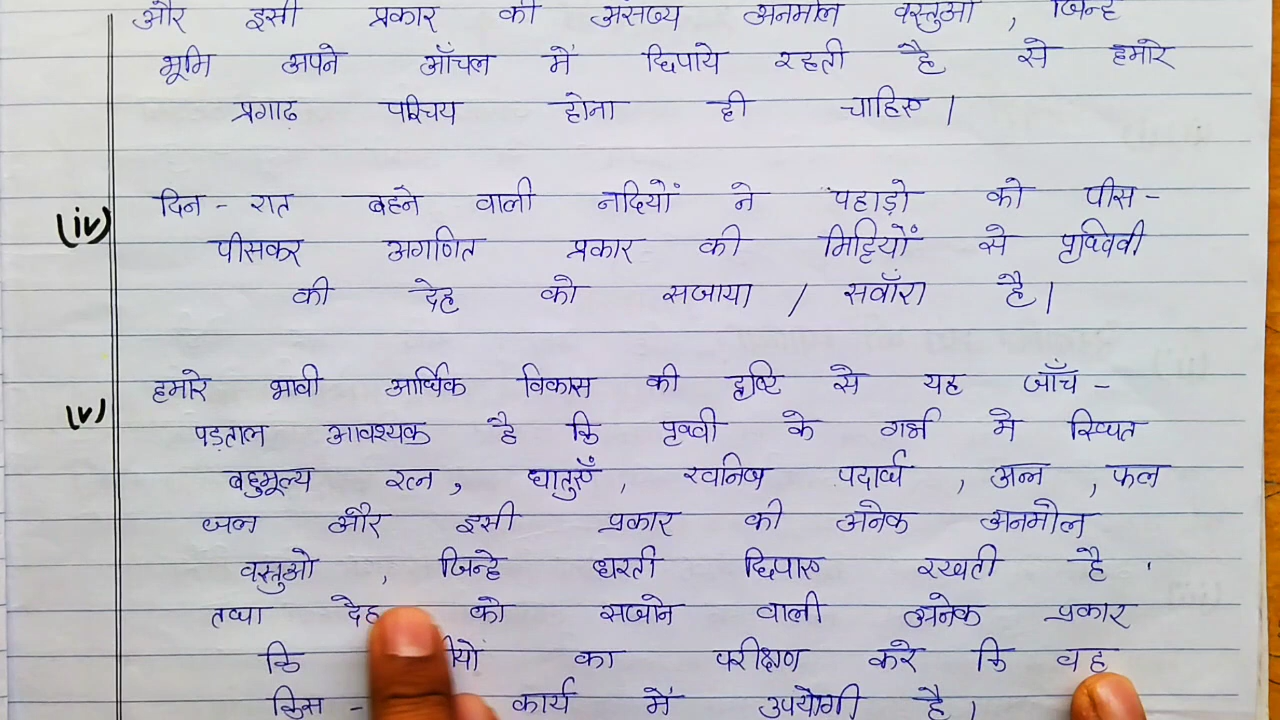 और इसी प्रकार की असंख्य अनमोल वस्तुओ , जिन्हे
भूमि अपने आँचल में छिपाये रहती है से हमारे
प्रगाढ़ परिचय होना ही चाहिए |
(iv) दिन - रात बहने वाली नदियों ने पहाड़ो को पीस -
पीसकर अगणित प्रकार की मिट्टियों से पृथ्विवी
की देह को सजाया / सवाँरा है |
(v) हमारे भावी आर्थिक विकास की दृष्टि से यह जाँच -
पड़ताल आवश्यक है कि पृथ्वी के गर्भ मे स्थित
बहुमूल्य रत्न , धातुएँ , खनिज पदार्थ , अन्न , फल
जल और इसी प्रकार की अनेक अनमोल
वस्तुओ , जिन्हे धरती छिपाए रखती है .
तथा देह को सजाने वाली अनेक प्रकार
कि का परीक्षण करे कि वह
किस - कार्य में उपयोगी है |